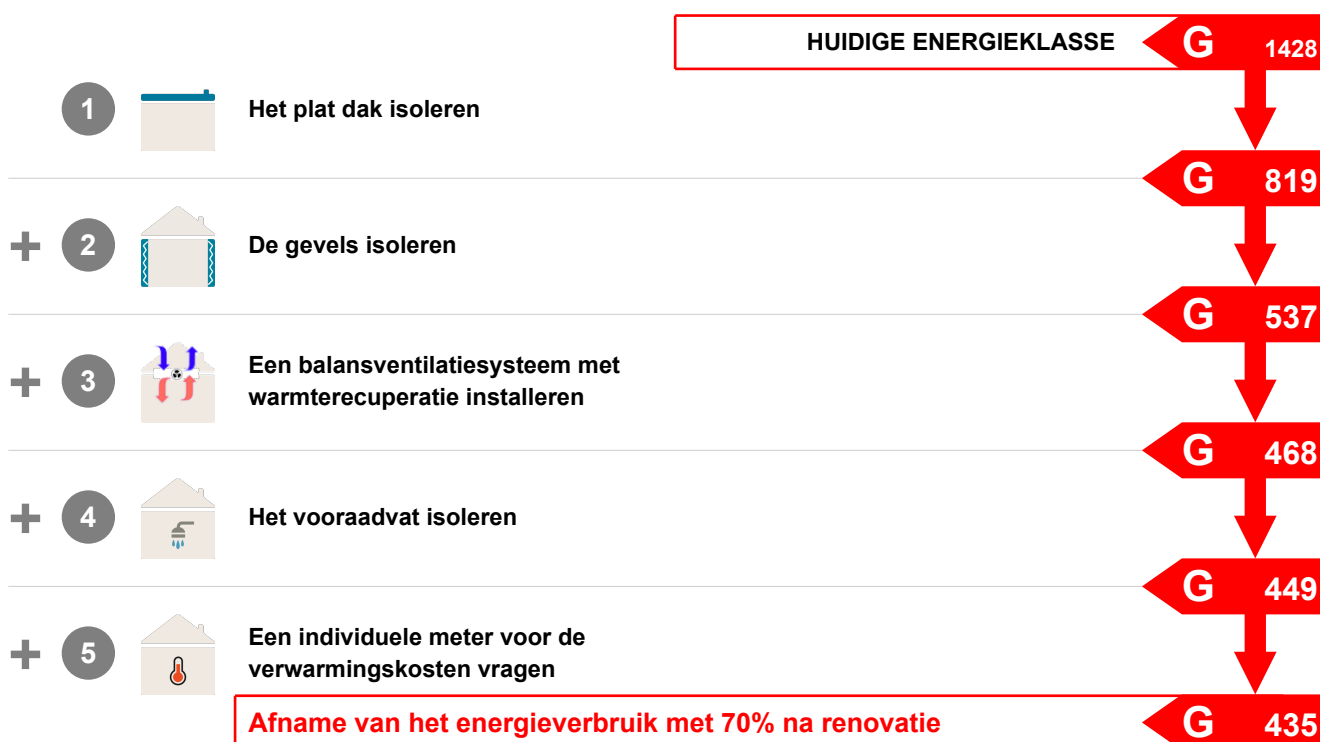 HUIDIGE ENERGIEKLASSE G 1428
1 Het plat dak isoleren
G 819
+ 2 De gevels isoleren
G 537
+ 3 Een balansventilatiesysteem met
warmterecuperatie installeren
G 468
+ 4 Het vooraadvat isoleren
G 449
+ 5 Een individuele meter voor de
verwarmingskosten vragen
Afname van het energieverbruik met 70% na renovatie G 435